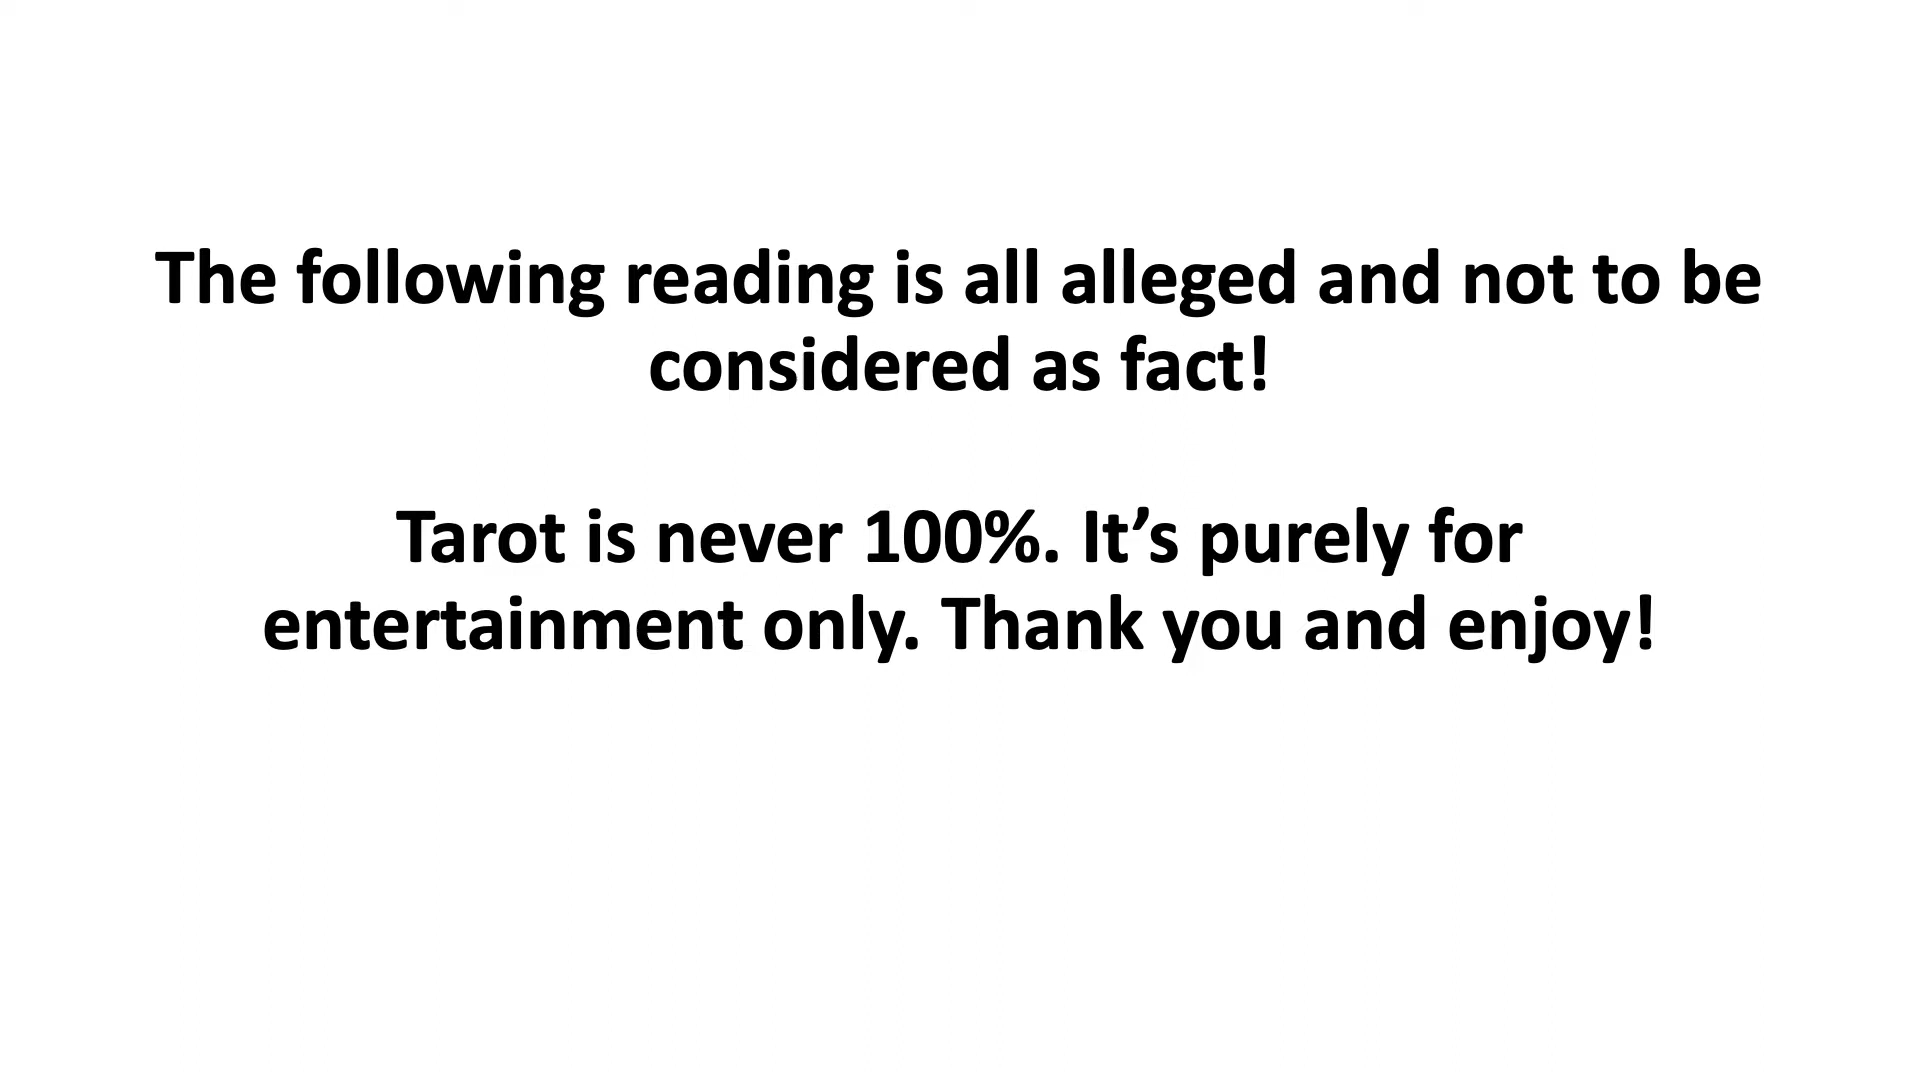 The following reading is all alleged and not to be
considered as fact!
Tarot is never 100%. It’s purely for
entertainment only. Thank you and enjoy!